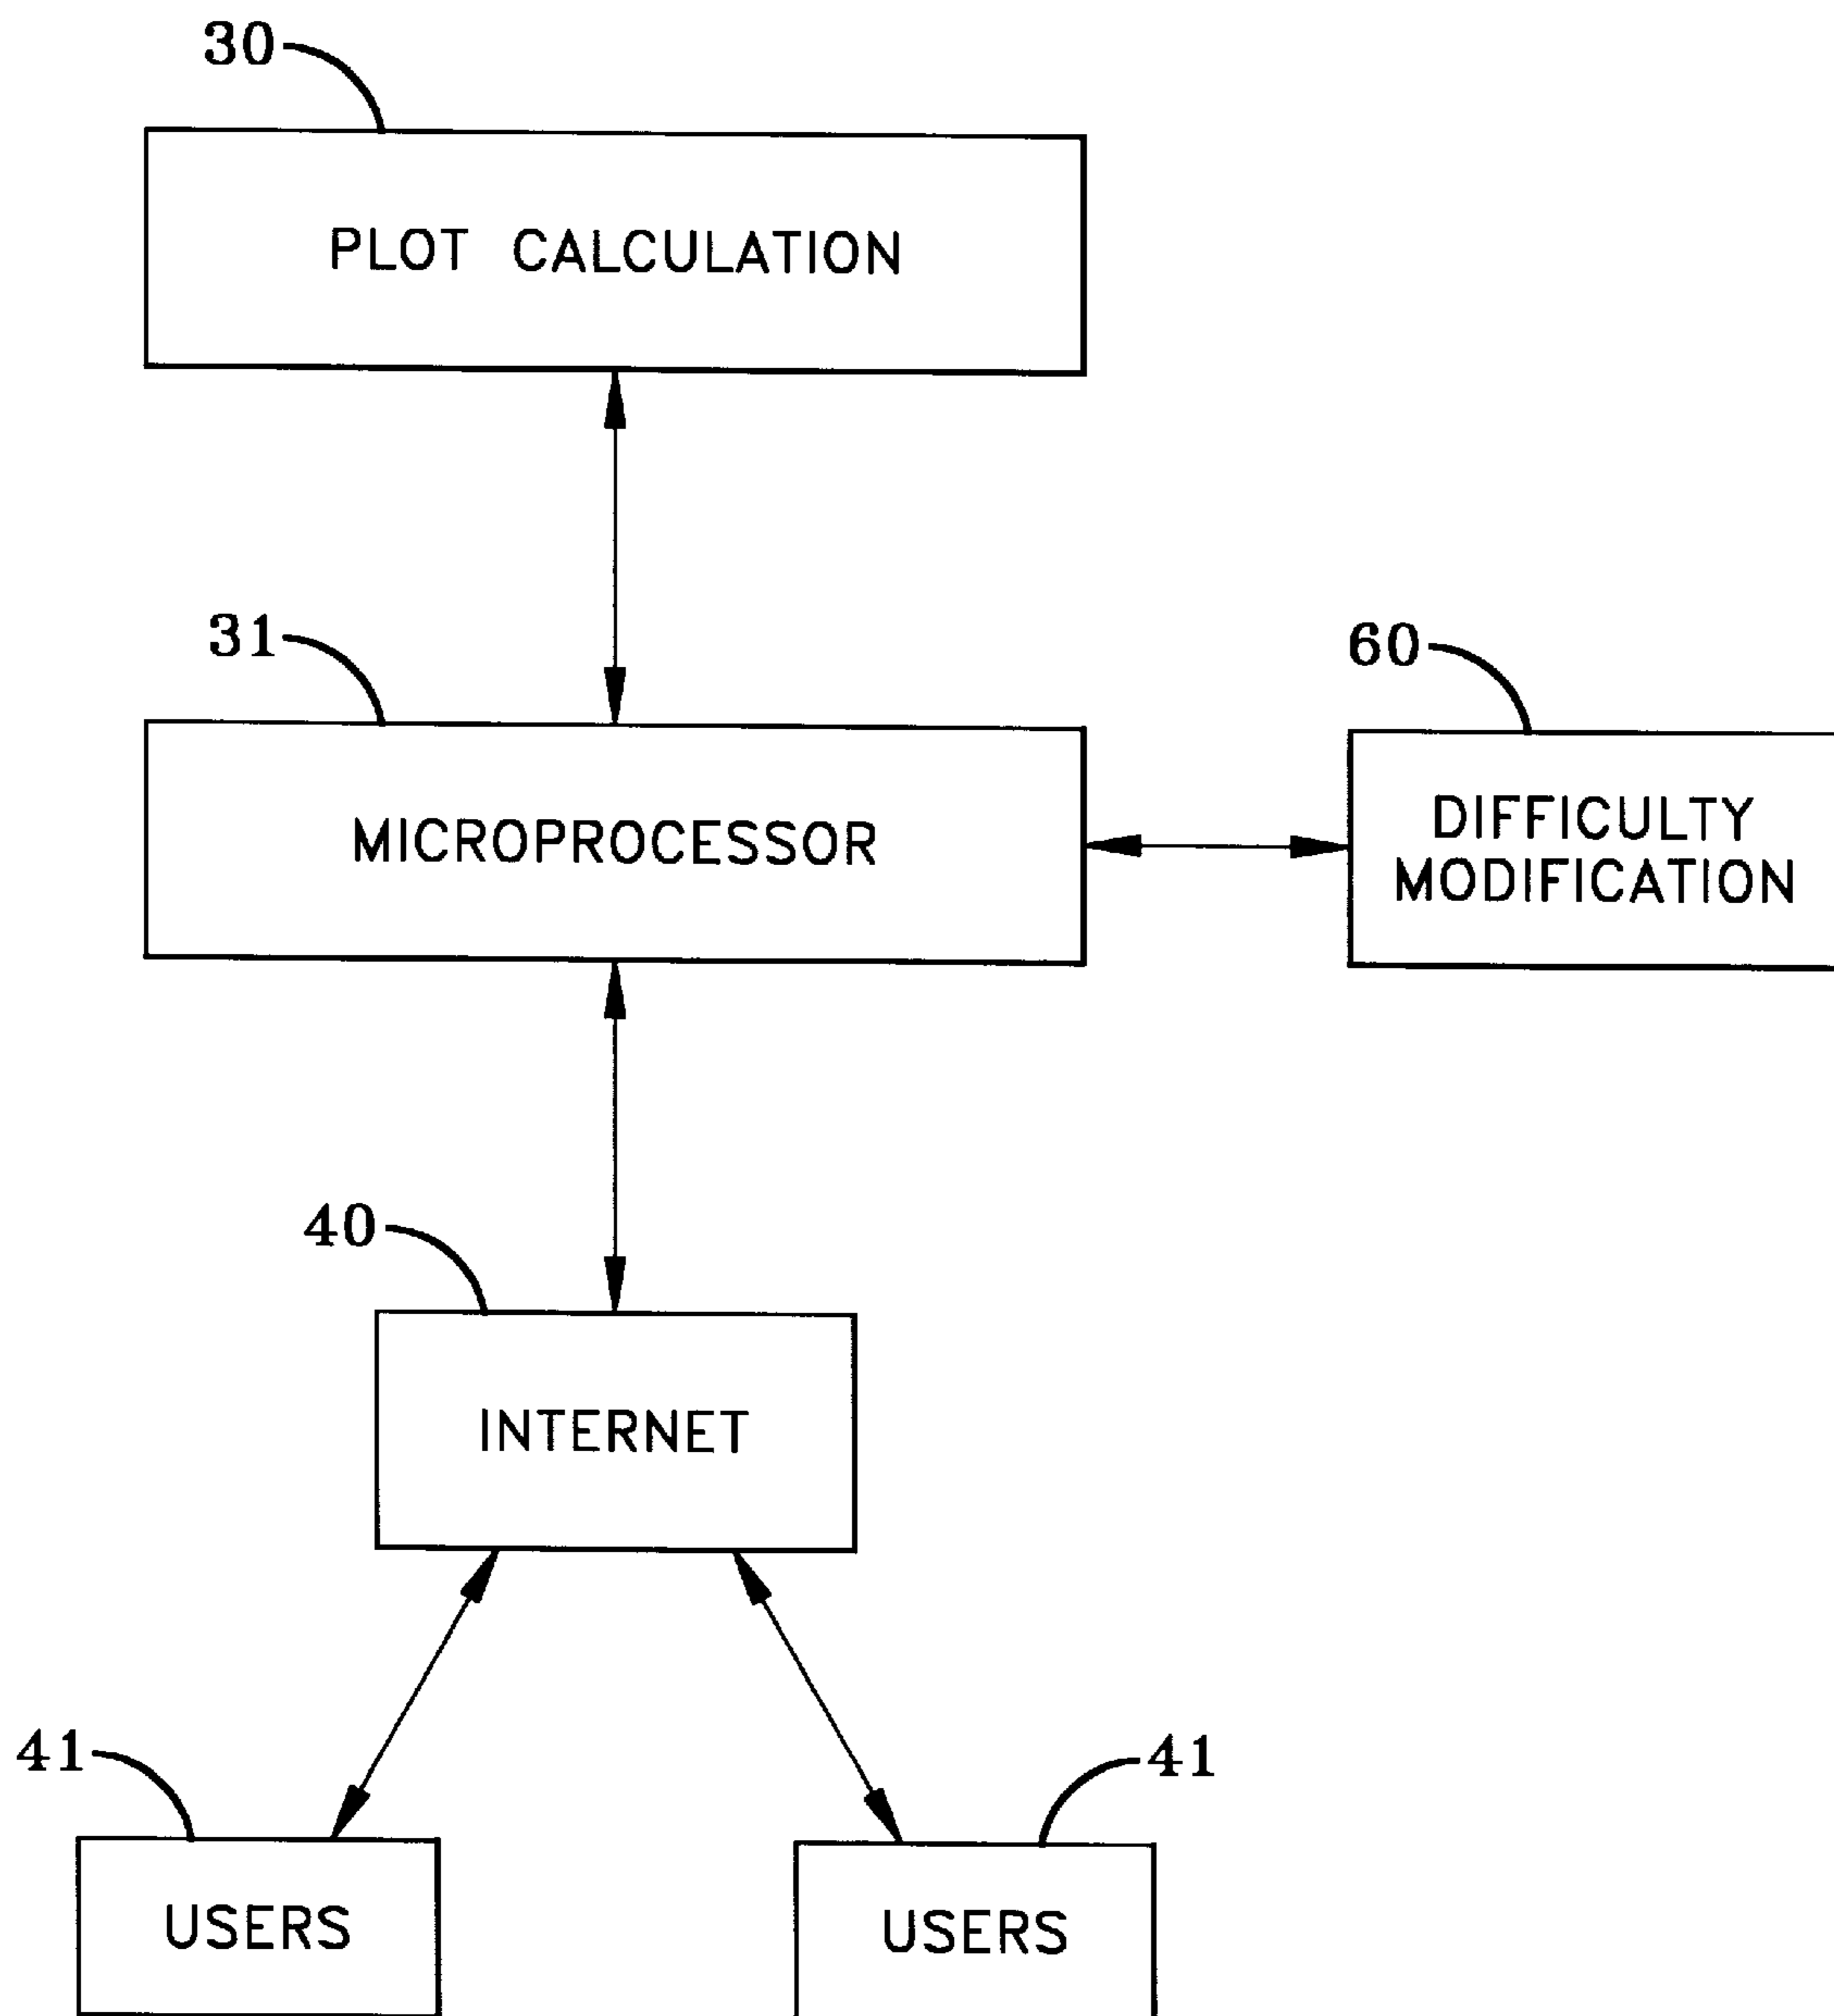 30
PLOT CALCULATION
31
60
MICROPROCESSOR
DIFFICULTY
MODIFICATION
40
INTERNET
41
41
USERS
USERS